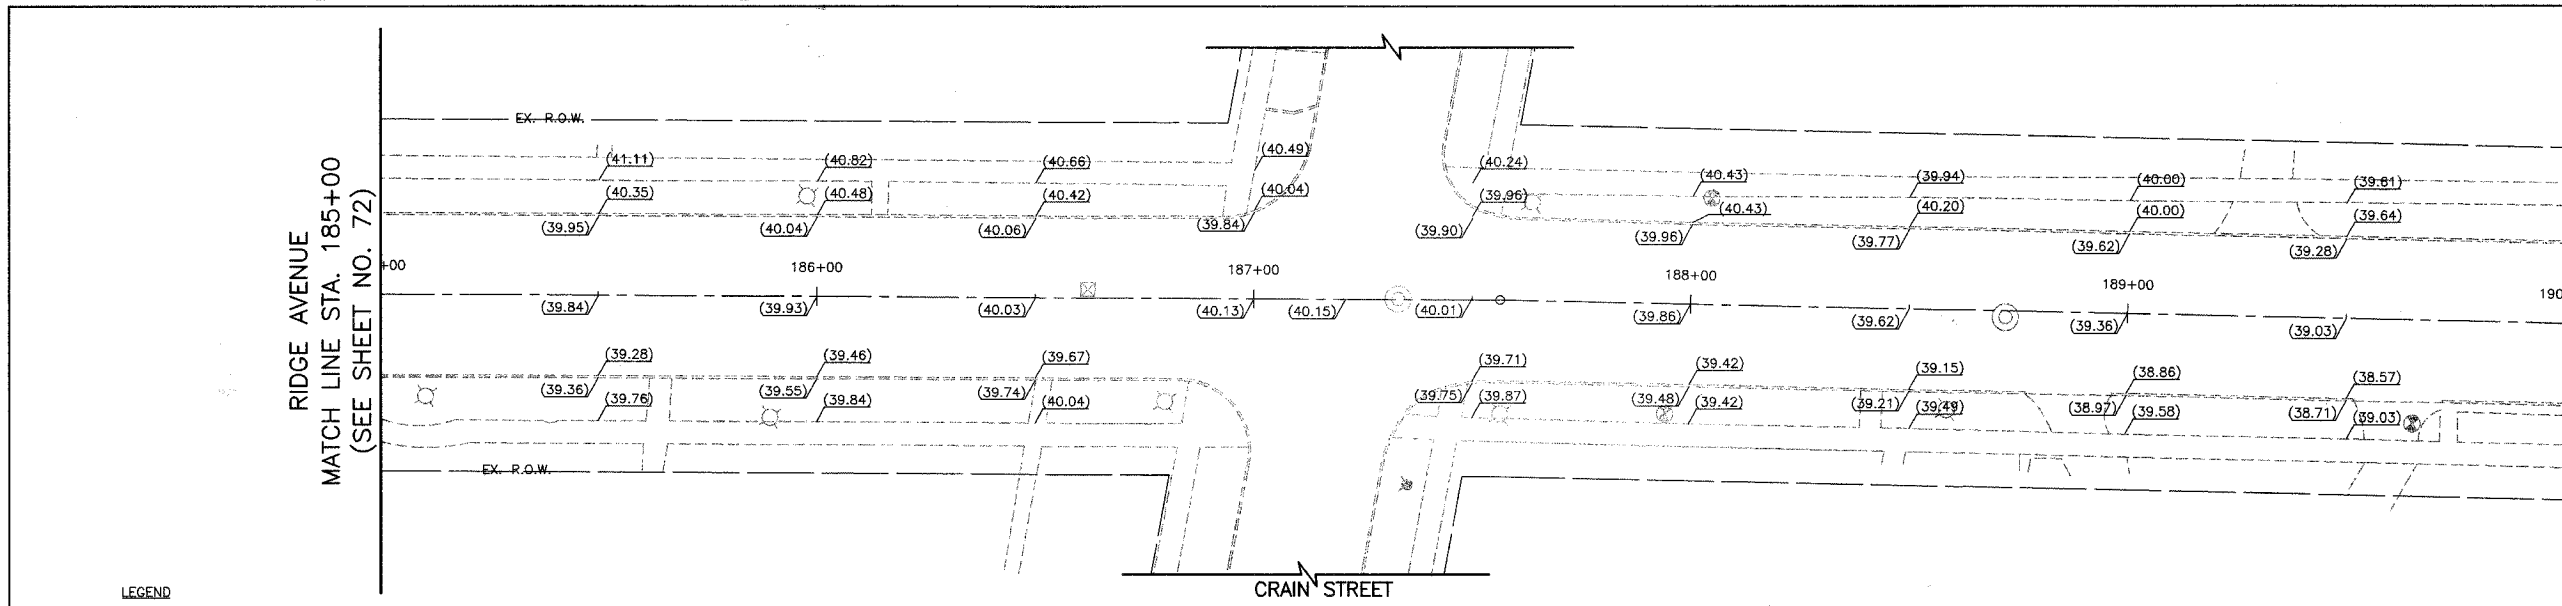 RIDGE AVENUE
MATCH LINE STA. 185+00
(SEE SHEET NO. 72)
EX. R.O.W.
(41.11) (40.82) (40.66) (40.49) (40.24) (40.43) (39.94) (40.00) (39.81)
(40.35) (40.48) (40.42) (40.04) (39.96) (40.43) (40.20) (40.00) (39.64)
(39.95) (40.04) (40.06) (39.84) (39.90) (39.96) (39.77) (39.62) (39.28)
+00 186+00 187+00 188+00 189+00 190
(39.84) (39.93) (40.03) (40.13) (40.15) (40.01) (39.86) (39.62) (39.36) (39.03)
(39.28) (39.46) (39.67) (39.71) (39.42) (39.15) (38.86) (38.57)
(39.36) (39.55) (39.74) (39.75) (39.48) (39.21) (38.97) (38.71)
(39.76) (39.84) (40.04) (39.87) (39.42) (39.49) (39.58) (39.03)
EX. R.O.W.
CRAIN STREET
LEGEND